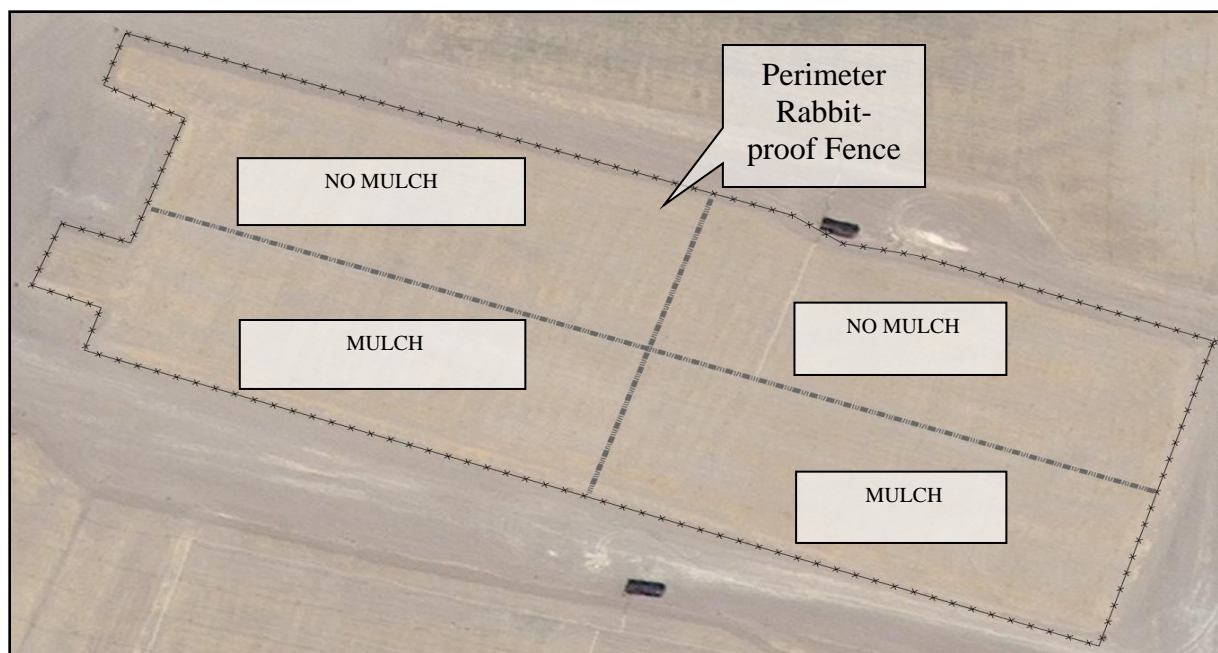 Perimeter
Rabbit-
proof Fence
NO MULCH
MULCH
NO MULCH
MULCH